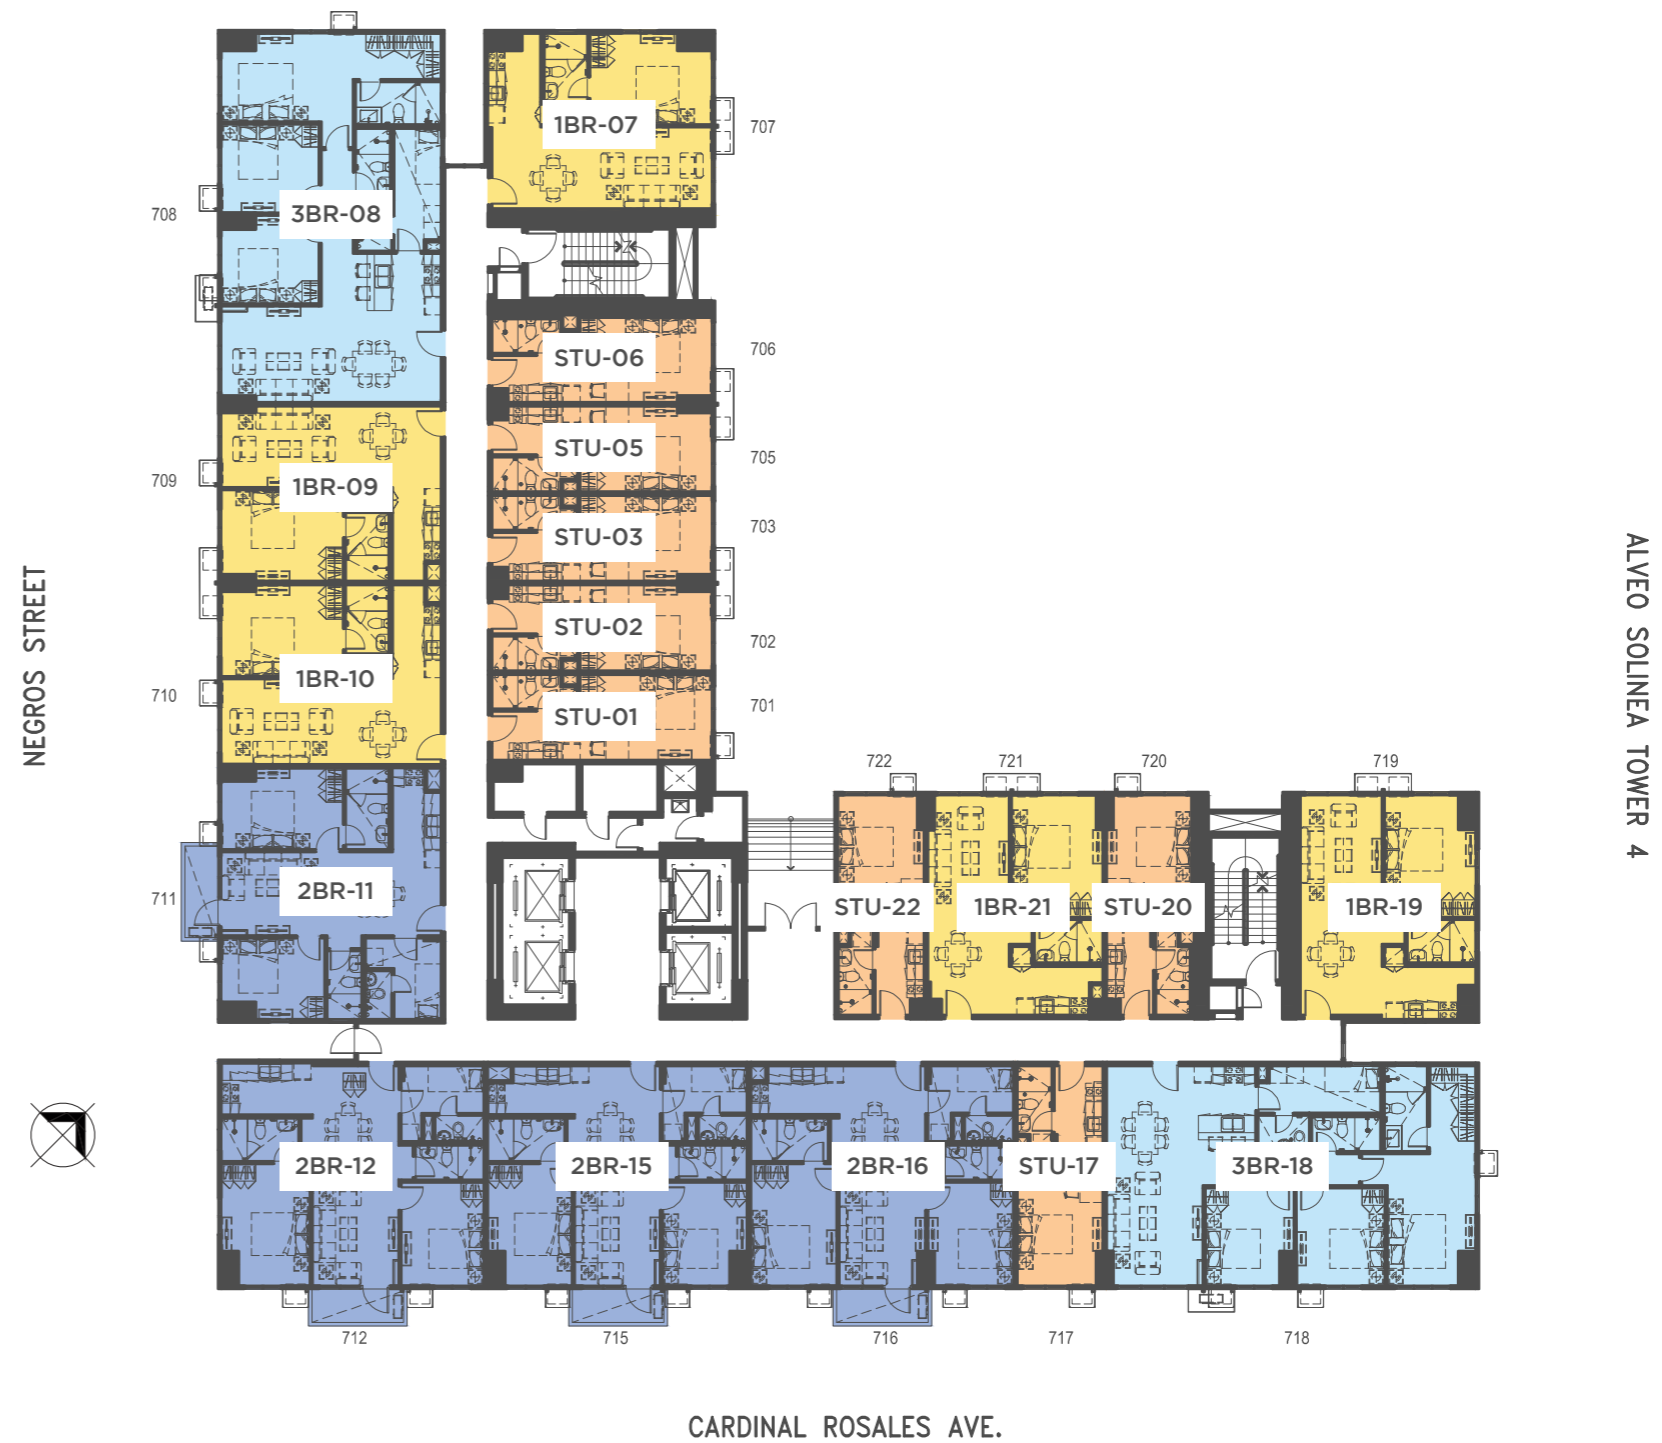 1BR-07
707
3BR-08
708
STU-06
706
STU-05
705
1BR-09
709
STU-03
703
STU-02
702
1BR-10
710
STU-01
701
NEGROS STREET
ALVEO SOLINEA TOWER 4
722
721
720
719
2BR-11
711
STU-22
1BR-21
STU-20
1BR-19
2BR-12
2BR-15
2BR-16
STU-17
3BR-18
712
715
716
717
718
CARDINAL ROSALES AVE.